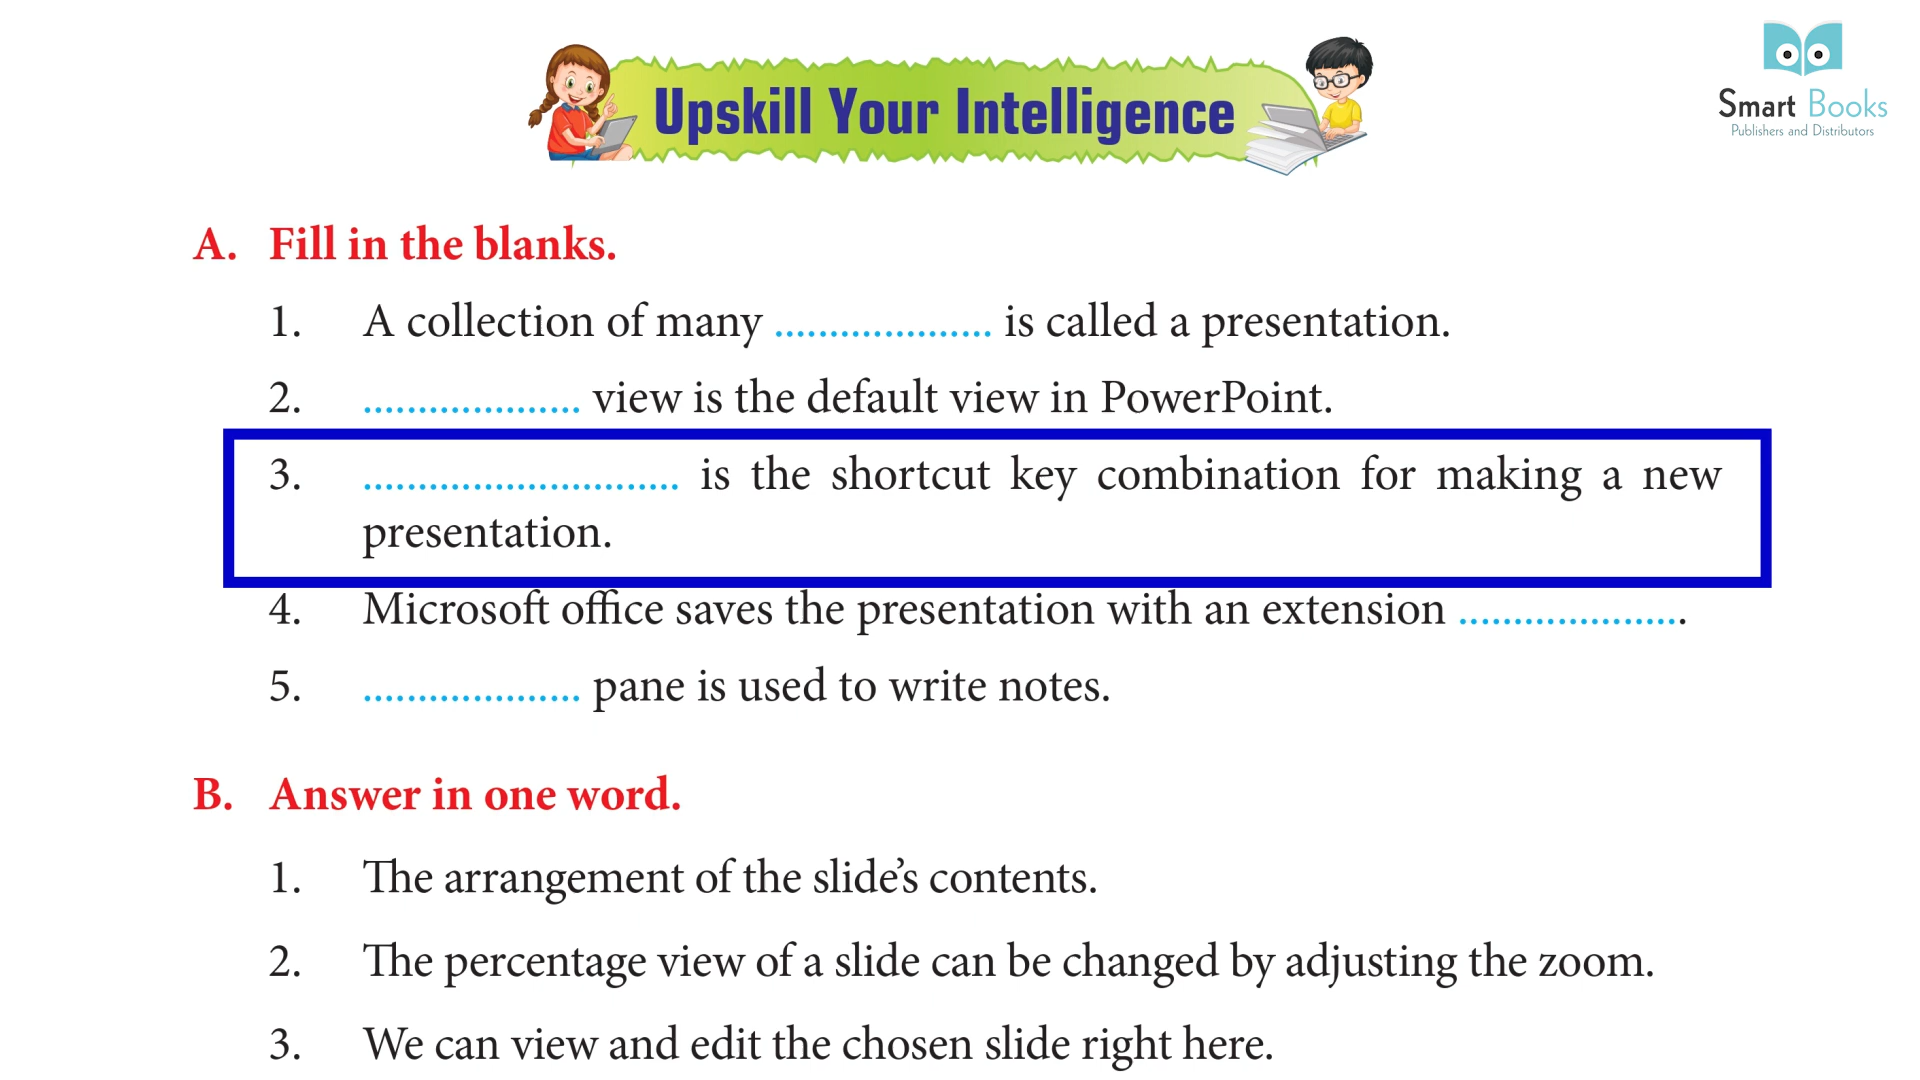 Upskill Your Intelligence
Smart Books
Publishers and Distributors
A. Fill in the blanks.
1. A collection of many .................... is called a presentation.
2. .................... view is the default view in PowerPoint.
3. ............................. is the shortcut key combination for making a new
presentation.
4. Microsoft office saves the presentation with an extension .....................
5. .................... pane is used to write notes.
B. Answer in one word.
1. The arrangement of the slide’s contents.
2. The percentage view of a slide can be changed by adjusting the zoom.
3. We can view and edit the chosen slide right here.